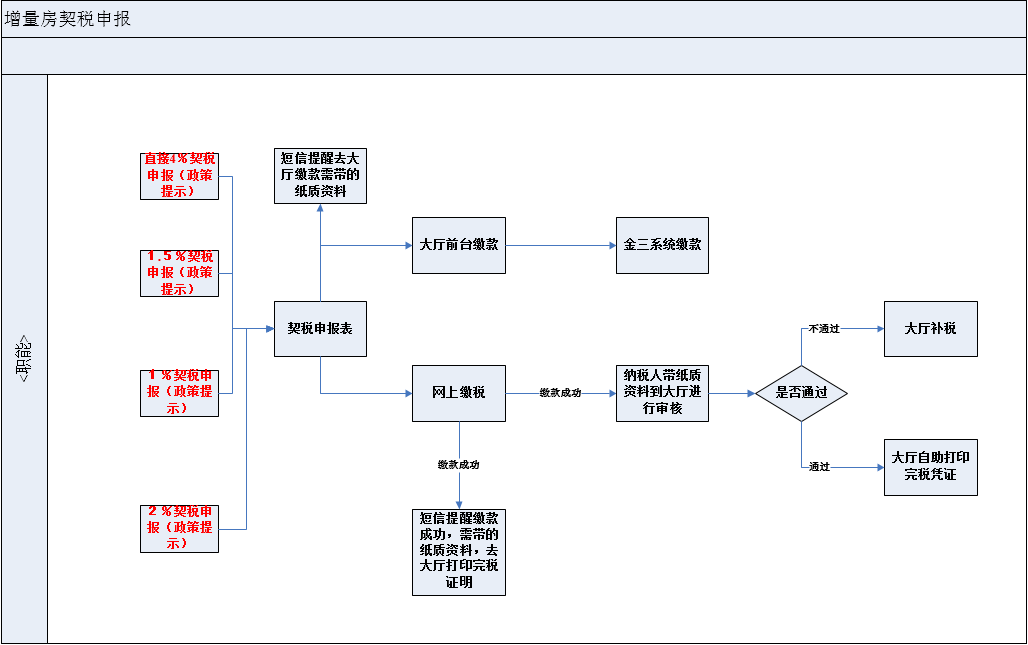 增量房契税申报
<职能>
直接4%契税
申报（政策
提示）
1.5%契税
申报（政策
提示）
1%契税申
报（政策提
示）
2%契税申
报（政策提
示）
短信提醒去大
厅缴款需带的
纸质资料
契税申报表
大厅前台缴款
金三系统缴款
网上缴税
缴款成功
纳税人带纸质
资料到大厅进
行审核
是否通过
不通过
大厅补税
通过
大厅自助打印
完税凭证
缴款成功
短信提醒缴款
成功，需带的
纸质资料，去
大厅打印完税
证明